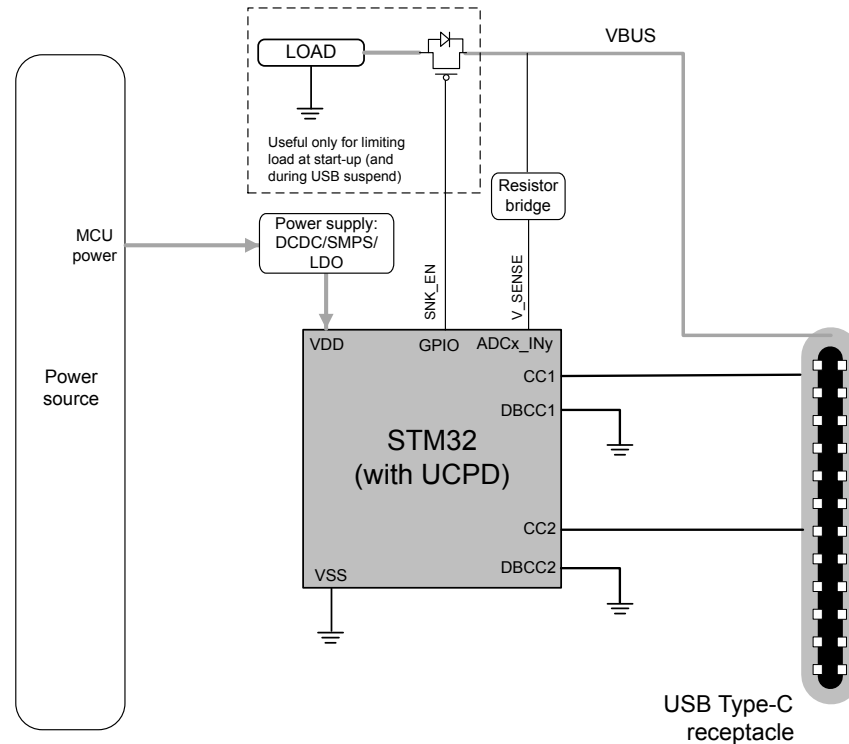 VBUS
LOAD
Useful only for limiting
load at start-up (and
during USB suspend)
Resistor
bridge
MCU
power
Power supply:
DCDC/SMPS/
LDO
SNK_EN
V_SENSE
VDD
GPIO
ADCx_INy
CC1
Power
source
DBCC1
STM32
(with UCPD)
CC2
DBCC2
VSS
USB Type-C
receptacle